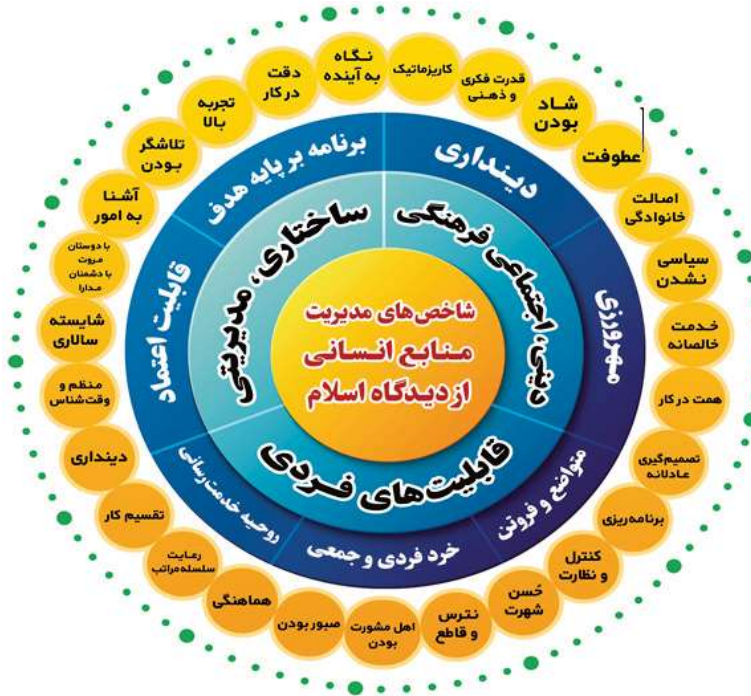 شاخص‌های مدیریت
منابع انسانی
از دیدگاه اسلام
دینی، اجتماعی فرهنگی
قابلیت‌های فردی
ساختاری، مدیریتی
دینداری
مهرورزی
متواضع و فروتن
خرد فردی و جمعی
روحیه خدمت رسانی
قابلیت اعتماد
برنامه بر پایه هدف
نگاه
به آینده
کاریزماتیک
قدرت فکری
و ذهنی
شاد
بودن
عطوفت
اصالت
خانوادگی
سیاسی
نشدن
خدمت
خالصانه
همت در کار
تصمیم‌گیری
عادلانه
برنامه‌ریزی
کنترل
و نظارت
حُسن
شهرت
نترس
و قاطع
اهل مشورت
بودن
صبور بودن
هماهنگی
رعایت
سلسله‌مراتب
تقسیم کار
دینداری
منظم و
وقت‌شناس
شایسته
سالاری
با دوستان
مروت
با دشمنان
مدارا
آشنا
به امور
تلاشگر
بودن
تجربه
بالا
دقت
در کار